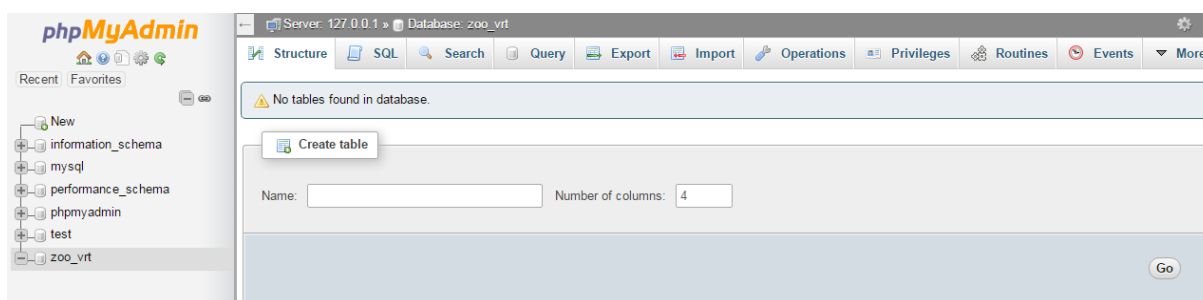 phpMyAdmin
Recent Favorites
New
information_schema
mysql
performance_schema
phpmyadmin
test
zoo_vrt
Server: 127.0.0.1 » Database: zoo_vrt
Structure SQL Search Query Export Import Operations Privileges Routines Events More
No tables found in database.
Create table
Name: Number of columns: 4
Go